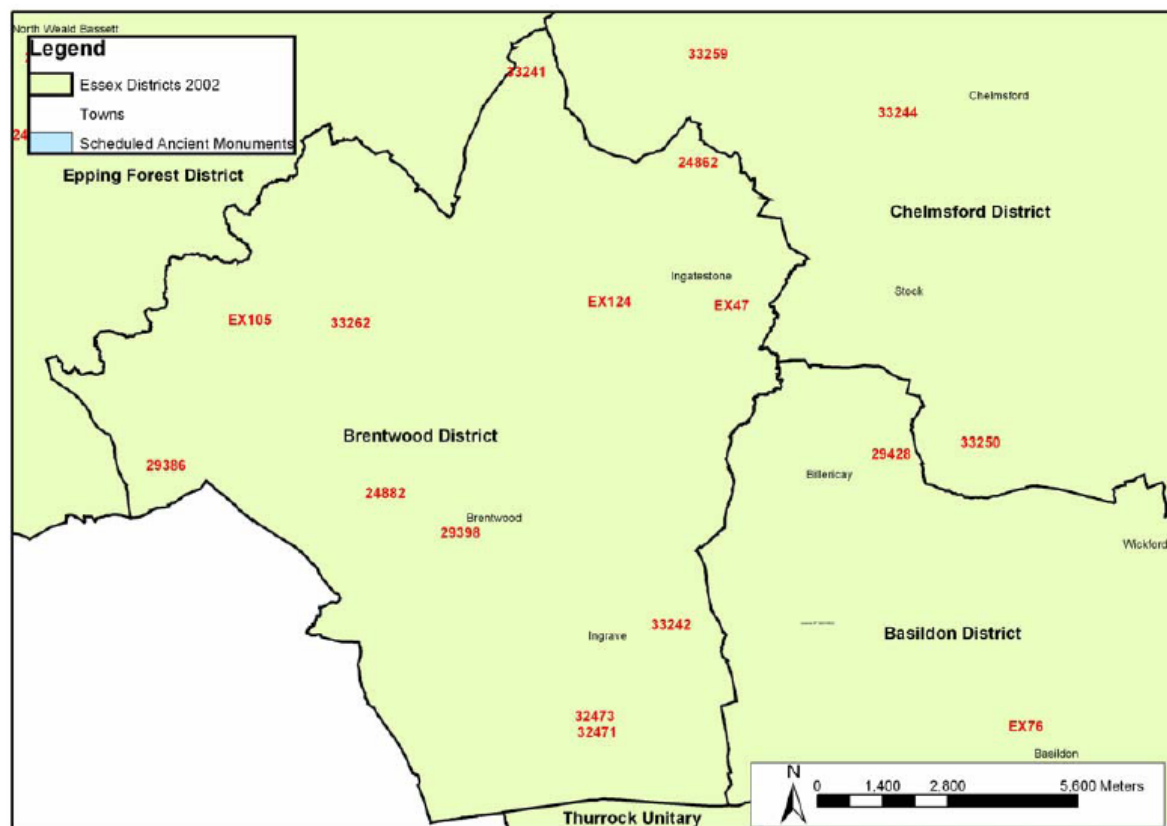 North Weald Bassett
Legend
Essex Districts 2002
Towns
Scheduled Ancient Monuments
24
Epping Forest District
33241
33259
33244
Chelmsford
24862
Chelmsford District
Ingatestone
Stock
EX105
33262
EX124
EX47
Brentwood District
29386
24882
Brentwood
29398
29428
Billericay
33250
Wickford
Ingrave
33242
Basildon District
32473
32471
EX76
Basildon
N
0 1,400 2,800 5,600 Meters
Thurrock Unitary